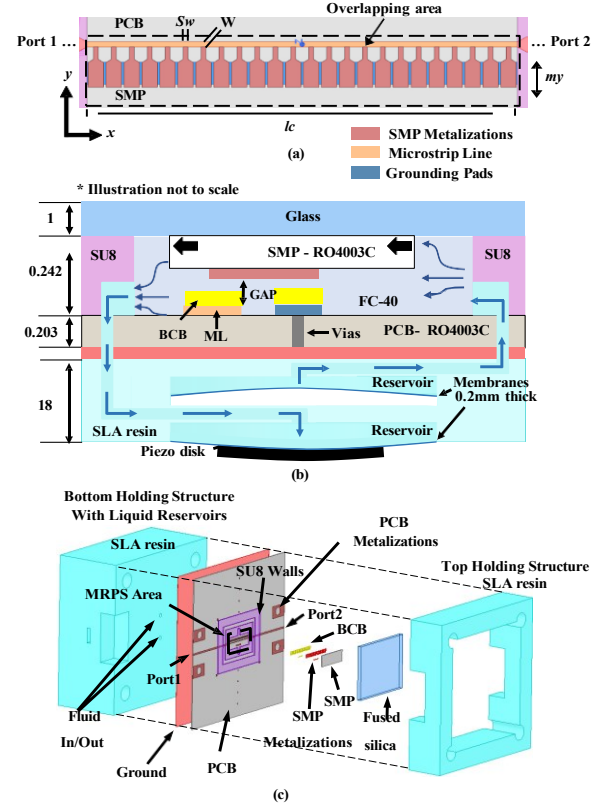 PCB
Sw
W
Overlapping area
Port 1 ...
... Port 2
y
my
SMP
x
lc
(a)
SMP Metalizations
Microstrip Line
Grounding Pads
* Illustration not to scale
1
Glass
SU8
SMP - RO4003C
SU8
0.242
GAP
FC-40
BCB
ML
0.203
Vias
PCB- RO4003C
18
Reservoir
Membranes
0.2mm thick
Reservoir
SLA resin
Piezo disk
(b)
Bottom Holding Structure
With Liquid Reservoirs
PCB
Metalizations
SLA resin
SU8 Walls
Top Holding Structure
SLA resin
MRPS Area
Port2
BCB
Port1
SMP
SMP
Fused
silica
Fluid
In/Out
Metalizations
Ground
PCB
(c)